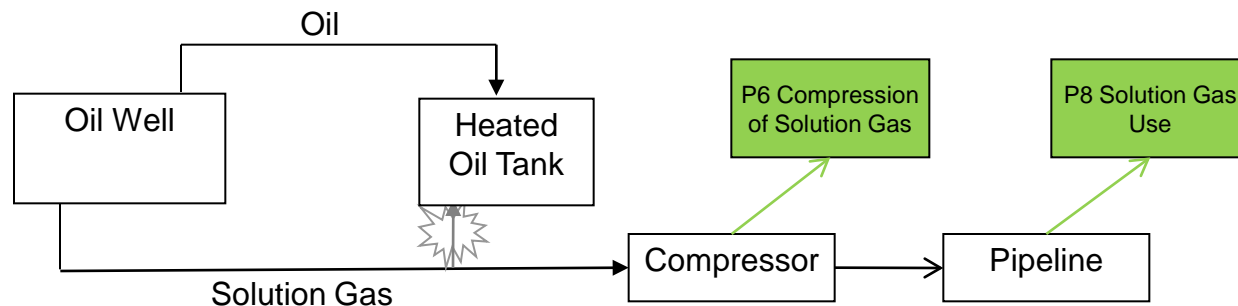 Oil
Oil Well
Heated
Oil Tank
P6 Compression
of Solution Gas
P8 Solution Gas
Use
Compressor
Pipeline
Solution Gas